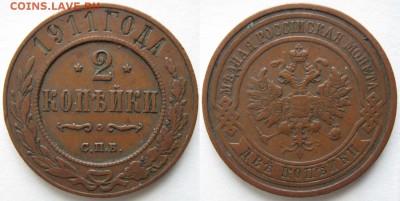 COINS.LAVE.RU
1911 ГОДА
* 2 *
КОПѢЙКИ
С.П.Б.
МѢДНАЯ РОССІЙСКАЯ МОНЕТА
ДВѢ КОПѢЙКИ